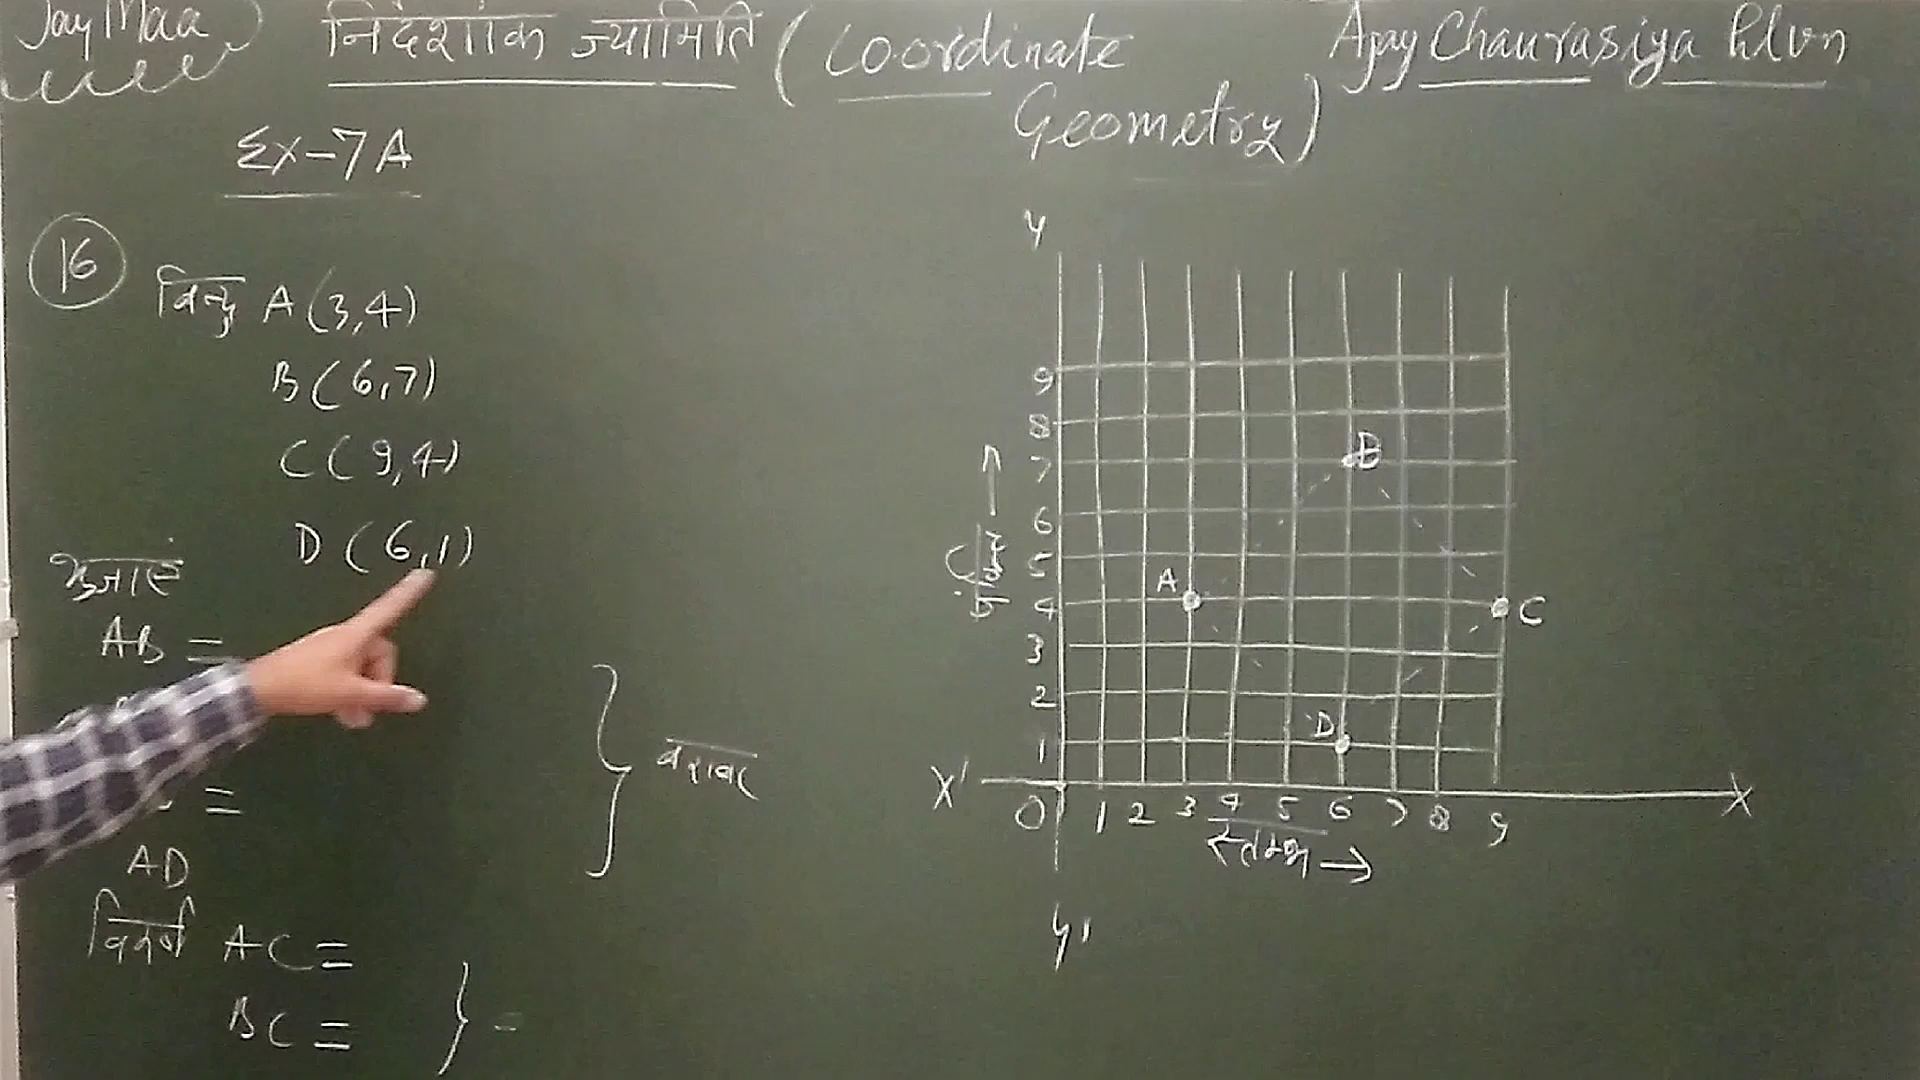 Jay Maa
निर्देशांक ज्यामिति (Coordinate
Geometry)
Ajay Chaurasiya
Ex-7A
16
बिन्दु A(3,4)
B(6,7)
C(9,4)
D(6,1)
भुजाएं
AB =
=
AD
विकर्ण AC =
BC = } =
बराबर
Y
9
8
7 B
6
5
A
4 C
3
2
D
1
X' X
0 1 2 3 4 5 6 7 8 9
स्तम्भ →
पंक्ति →
Y'